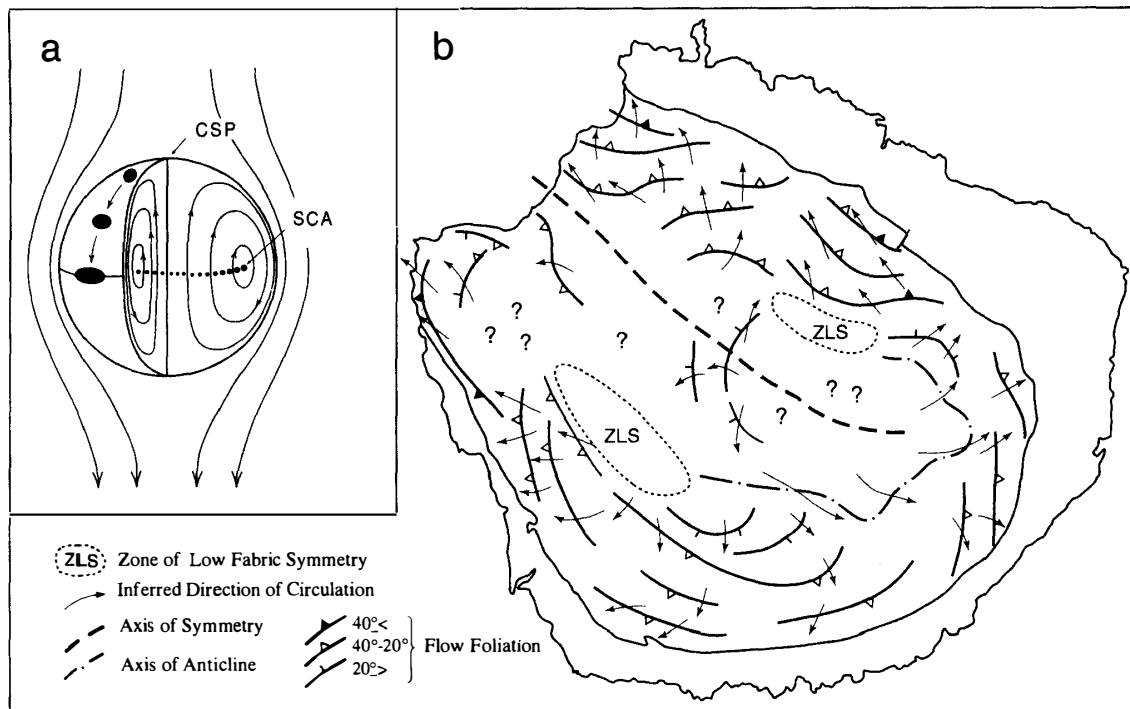 a
CSP
SCA
b
?
?
?
?
?
?
?
?
?
ZLS
ZLS
ZLS Zone of Low Fabric Symmetry
Inferred Direction of Circulation
Axis of Symmetry
Axis of Anticline
40°≤
40°-20°
20°≥
Flow Foliation